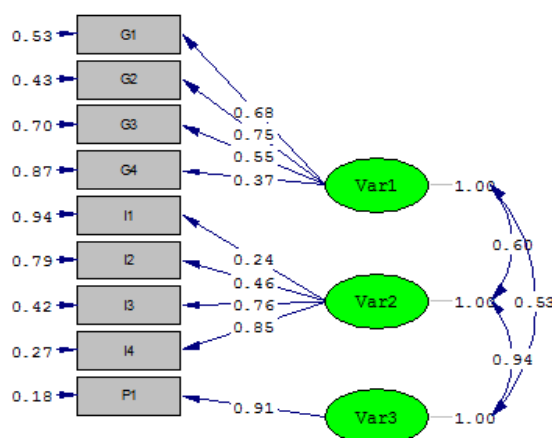 0.53 G1
0.43 G2
0.68
0.75
0.70 G3
0.55
0.87 G4
0.37
Var1 1.00
0.94 I1
0.60
0.79 I2
0.24
0.46
0.42 I3
0.76
Var2 1.00 0.53
0.85
0.27 I4
0.94
0.18 P1
0.91
Var3 1.00